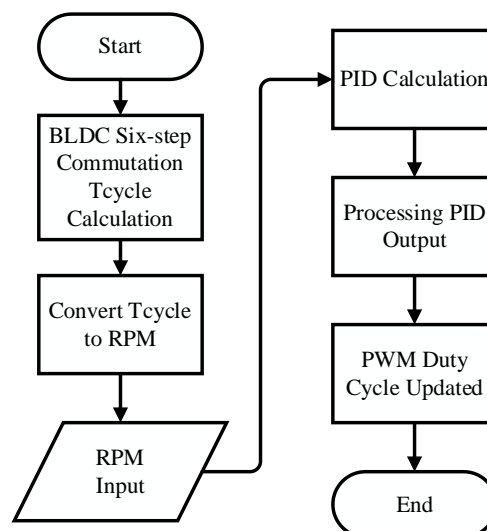 Start
BLDC Six-step
Commutation
Tcycle
Calculation
Convert Tcycle
to RPM
RPM
Input
PID Calculation
Processing PID
Output
PWM Duty
Cycle Updated
End